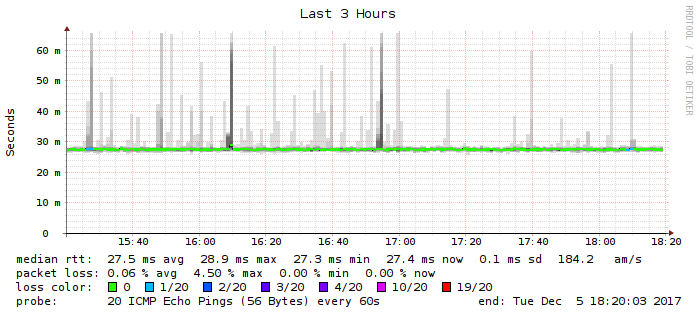 Last 3 Hours
RRDTOOL / TOBI OETIKER
Seconds
60 m
50 m
40 m
30 m
20 m
10 m
0
15:40 16:00 16:20 16:40 17:00 17:20 17:40 18:00 18:20
median rtt: 27.5 ms avg 28.9 ms max 27.3 ms min 27.4 ms now 0.1 ms sd 184.2 am/s
packet loss: 0.06 % avg 4.50 % max 0.00 % min 0.00 % now
loss color: 0 1/20 2/20 3/20 4/20 10/20 19/20
probe: 20 ICMP Echo Pings (56 Bytes) every 60s end: Tue Dec 5 18:20:03 2017